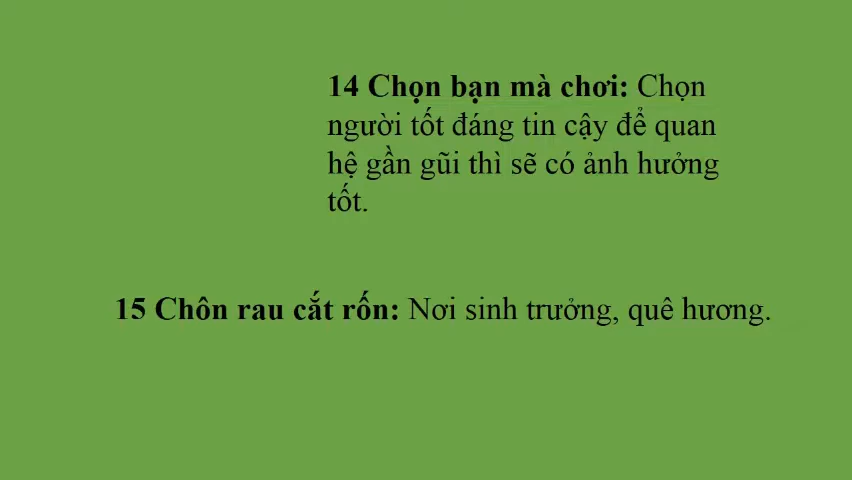 14 Chọn bạn mà chơi: Chọn
người tốt đáng tin cậy để quan
hệ gần gũi thì sẽ có ảnh hưởng
tốt.
15 Chôn rau cắt rốn: Nơi sinh trưởng, quê hương.